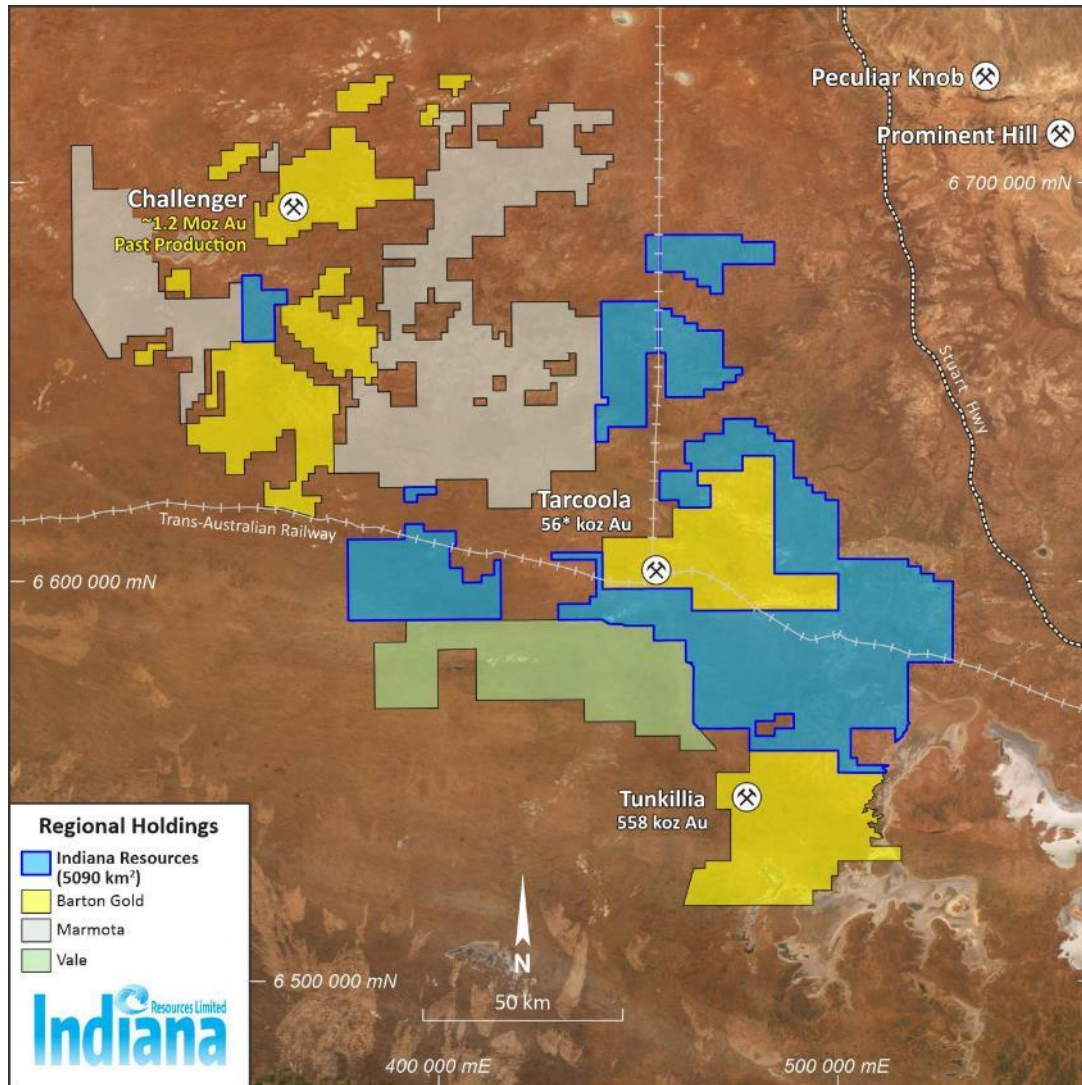 Peculiar Knob
Prominent Hill
6 700 000 mN
Challenger
~1.2 Moz Au
Past Production
Stuart Hwy
Tarcoola
56* koz Au
Trans-Australian Railway
6 600 000 mN
Tunkillia
558 koz Au
Regional Holdings
Indiana Resources
(5090 km²)
Barton Gold
Marmota
Vale
N
50 km
6 500 000 mN
Resources Limited
Indiana
400 000 mE
500 000 mE